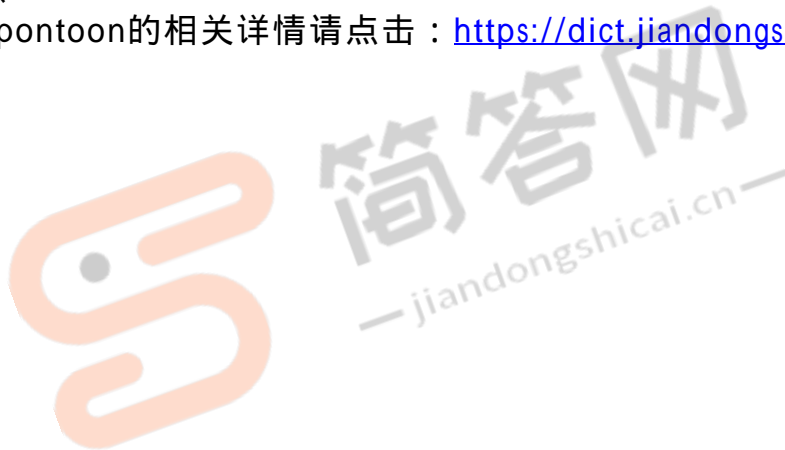 pontoon的相关详情请点击：https://dict.jiandongs
简答网
— jiandongshicai.cn —